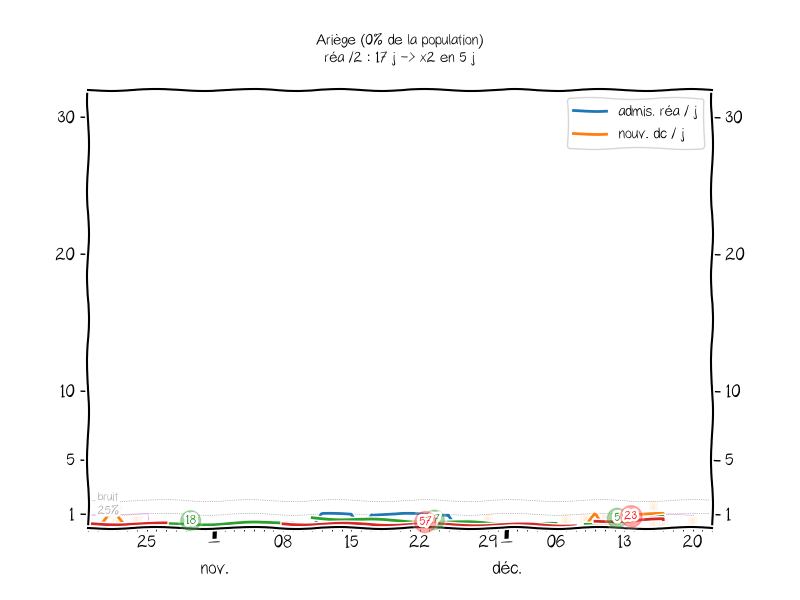 Ariège (0% de la population)
réa /2 : 17 j -> x2 en 5 j
admis. réa / j
nouv. dc / j
30 30
20 20
10 10
5 5
bruit
25%
1 1
18 57 7 5 23
25 08 15 22 29 06 13 20
nov. déc.